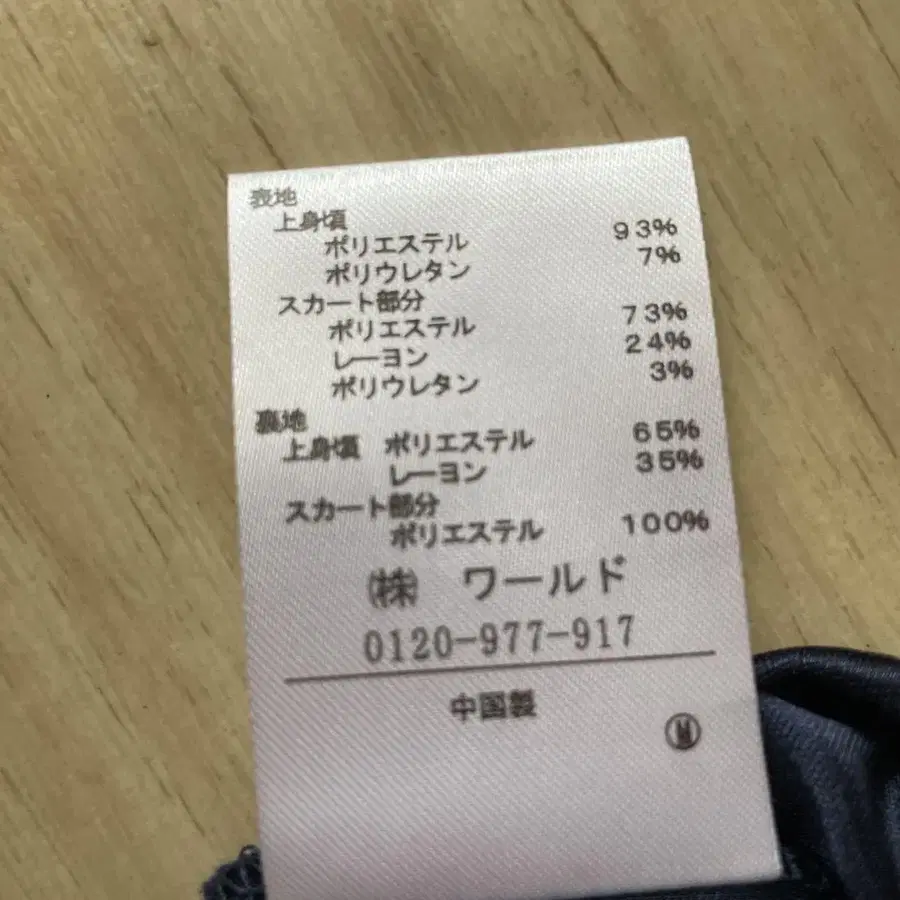 表地
上身頃
ポリエステル 93%
ポリウレタン 7%
スカート部分
ポリエステル 73%
レーヨン 24%
ポリウレタン 3%
裏地
上身頃 ポリエステル 65%
レーヨン 35%
スカート部分
ポリエステル 100%
㈱ ワールド
0120-977-917
中国製
Ⓜ